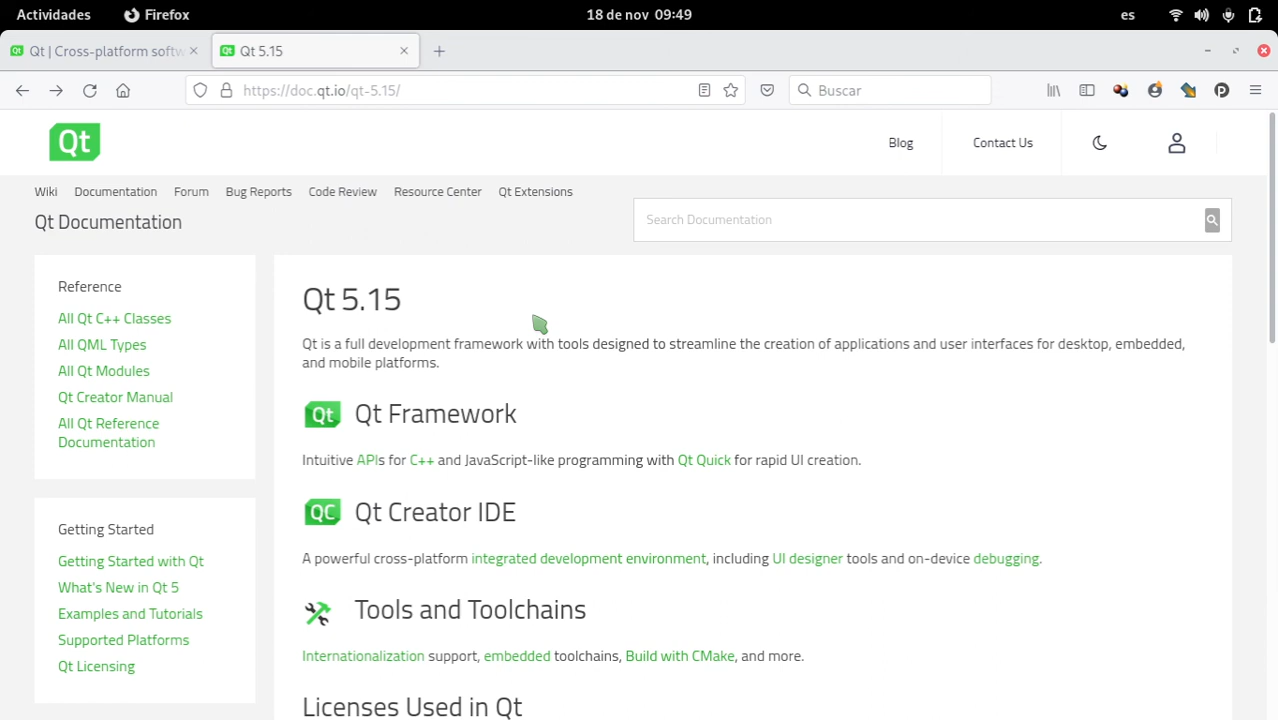 Actividades Firefox 18 de nov 09:49 es
Qt | Cross-platform softw Qt 5.15
https://doc.qt.io/qt-5.15/ Buscar
Qt Blog Contact Us
Wiki Documentation Forum Bug Reports Code Review Resource Center Qt Extensions
Qt Documentation Search Documentation
Reference
All Qt C++ Classes
All QML Types
All Qt Modules
Qt Creator Manual
All Qt Reference
Documentation
Getting Started
Getting Started with Qt
What's New in Qt 5
Examples and Tutorials
Supported Platforms
Qt Licensing
Qt 5.15
Qt is a full development framework with tools designed to streamline the creation of applications and user interfaces for desktop, embedded,
and mobile platforms.
Qt Qt Framework
Intuitive APIs for C++ and JavaScript-like programming with Qt Quick for rapid UI creation.
QC Qt Creator IDE
A powerful cross-platform integrated development environment, including UI designer tools and on-device debugging.
Tools and Toolchains
Internationalization support, embedded toolchains, Build with CMake, and more.
Licenses Used in Qt